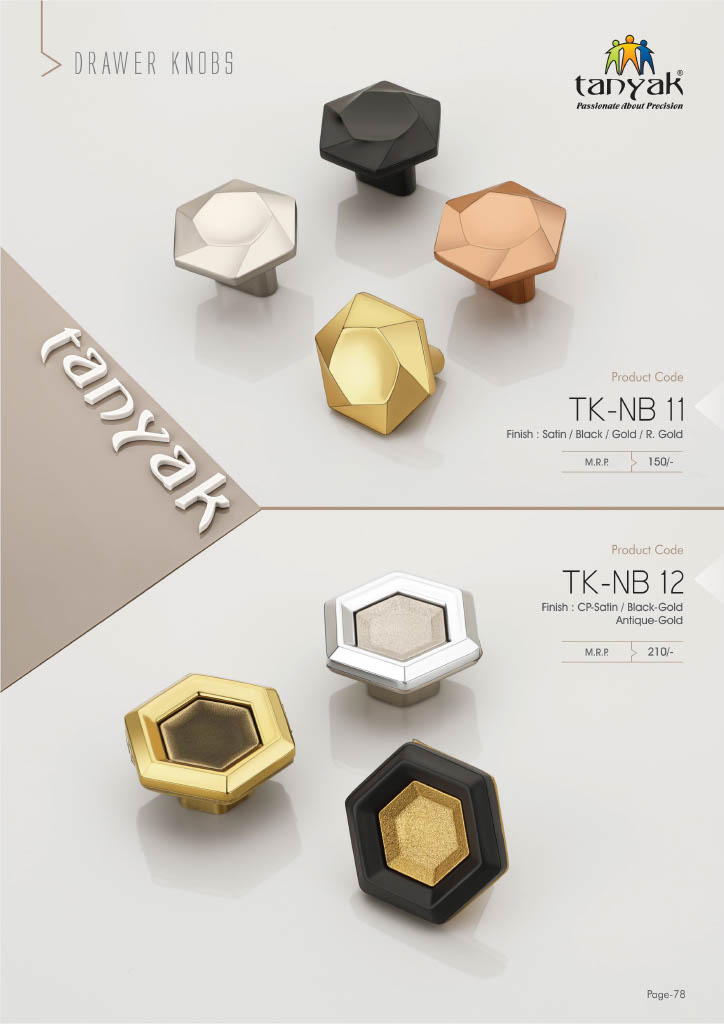 DRAWER KNOBS
tanyak®
Passionate About Precision
tanyak
Product Code
TK-NB 11
Finish : Satin / Black / Gold / R. Gold
M.R.P. 150/-
Product Code
TK-NB 12
Finish : CP-Satin / Black-Gold
Antique-Gold
M.R.P. 210/-
Page-78